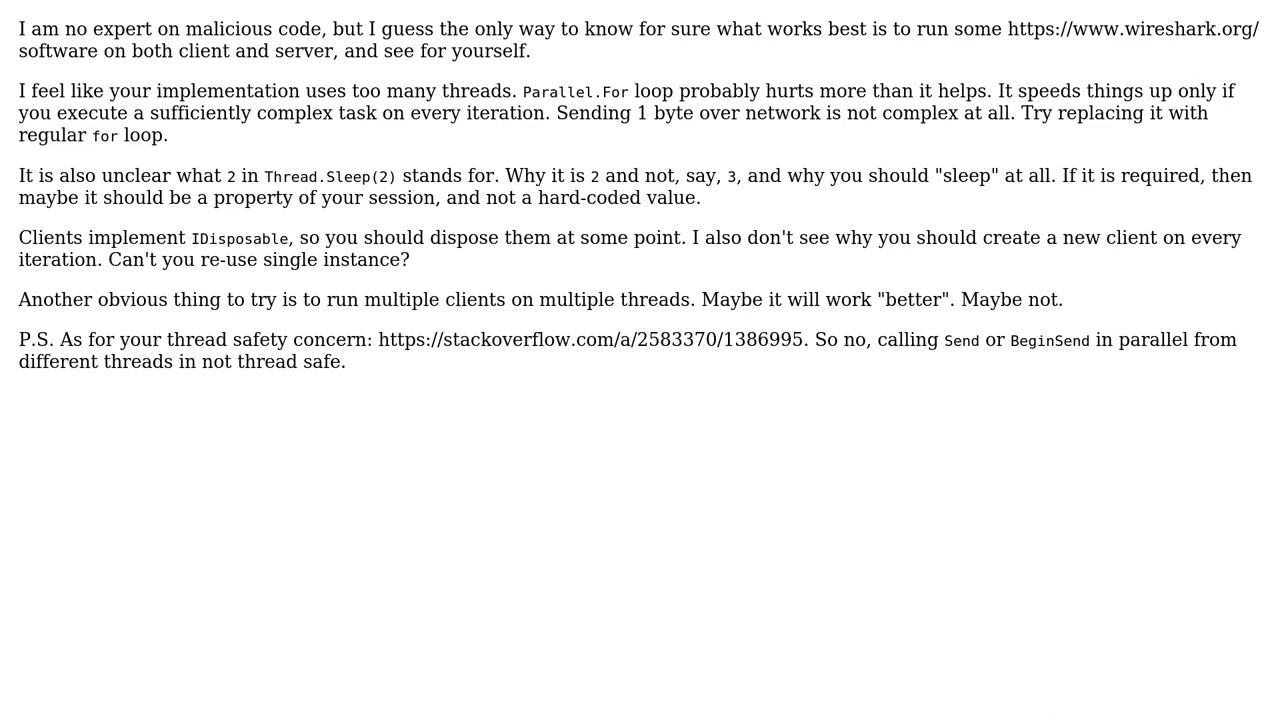 I am no expert on malicious code, but I guess the only way to know for sure what works best is to run some https://www.wireshark.org/
software on both client and server, and see for yourself.
I feel like your implementation uses too many threads. Parallel.For loop probably hurts more than it helps. It speeds things up only if
you execute a sufficiently complex task on every iteration. Sending 1 byte over network is not complex at all. Try replacing it with
regular for loop.
It is also unclear what 2 in Thread.Sleep(2) stands for. Why it is 2 and not, say, 3, and why you should "sleep" at all. If it is required, then
maybe it should be a property of your session, and not a hard-coded value.
Clients implement IDisposable, so you should dispose them at some point. I also don't see why you should create a new client on every
iteration. Can't you re-use single instance?
Another obvious thing to try is to run multiple clients on multiple threads. Maybe it will work "better". Maybe not.
P.S. As for your thread safety concern: https://stackoverflow.com/a/2583370/1386995. So no, calling Send or BeginSend in parallel from
different threads in not thread safe.